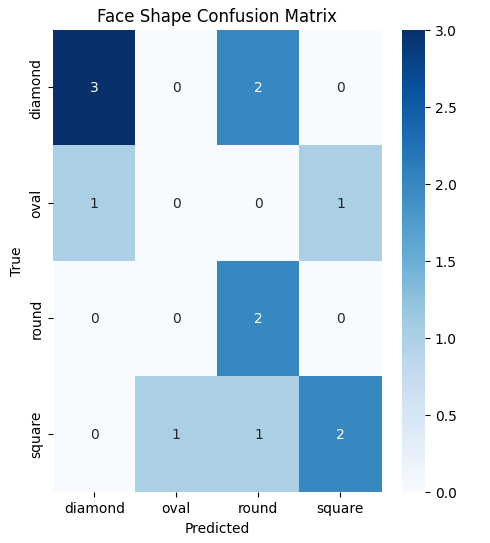 Face Shape Confusion Matrix
True
diamond 3 0 2 0
oval 1 0 0 1
round 0 0 2 0
square 0 1 1 2
diamond oval round square
Predicted
3.0
2.5
2.0
1.5
1.0
0.5
0.0